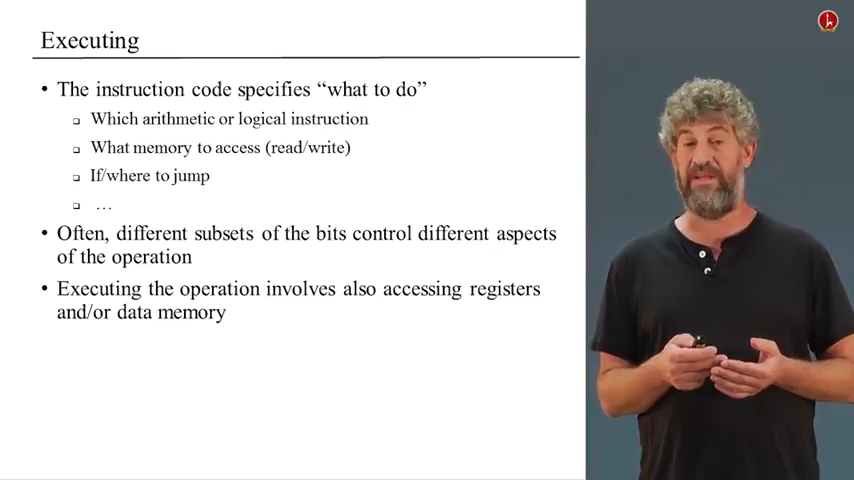 Executing
• The instruction code specifies “what to do”
❑ Which arithmetic or logical instruction
❑ What memory to access (read/write)
❑ If/where to jump
❑ …
• Often, different subsets of the bits control different aspects
of the operation
• Executing the operation involves also accessing registers
and/or data memory